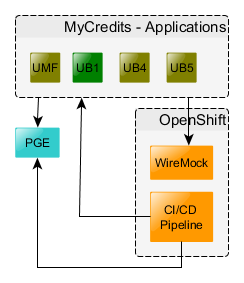 MyCredits - Applications
UMF
UB1
UB4
UB5
OpenShift
PGE
WireMock
CI/CD
Pipeline